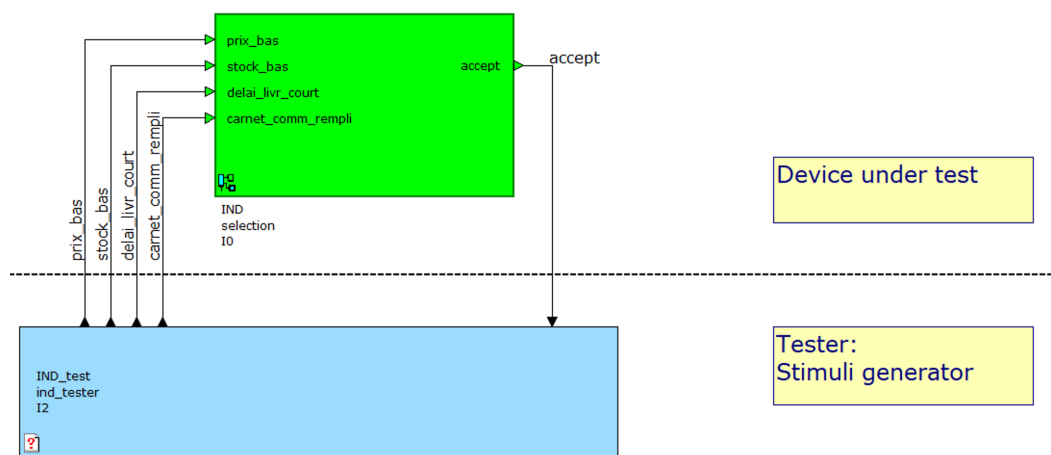 prix_bas
accept
stock_bas
accept
delai_livr_court
carnet_comm_rempli
prix_bas
stock_bas
delai_livr_court
carnet_comm_rempli
Device under test
IND
selection
I0
Tester:
Stimuli generator
IND_test
ind_tester
I2
?